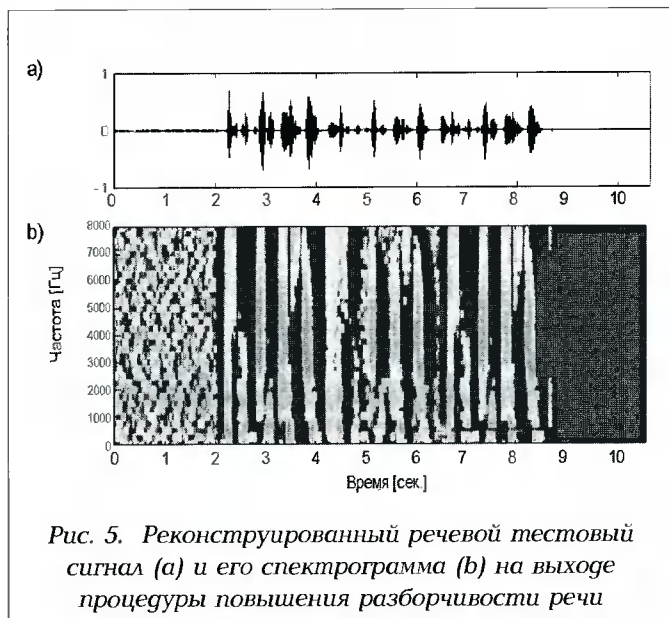 a)
1
0
-1
0 1 2 3 4 5 6 7 8 9 10
b)
Частота [Гц]
8000
7000
6000
5000
4000
3000
2000
1000
0
0 1 2 3 4 5 6 7 8 9 10
Время [сек.]
Рис. 5. Реконструированный речевой тестовый
сигнал (a) и его спектрограмма (b) на выходе
процедуры повышения разборчивости речи